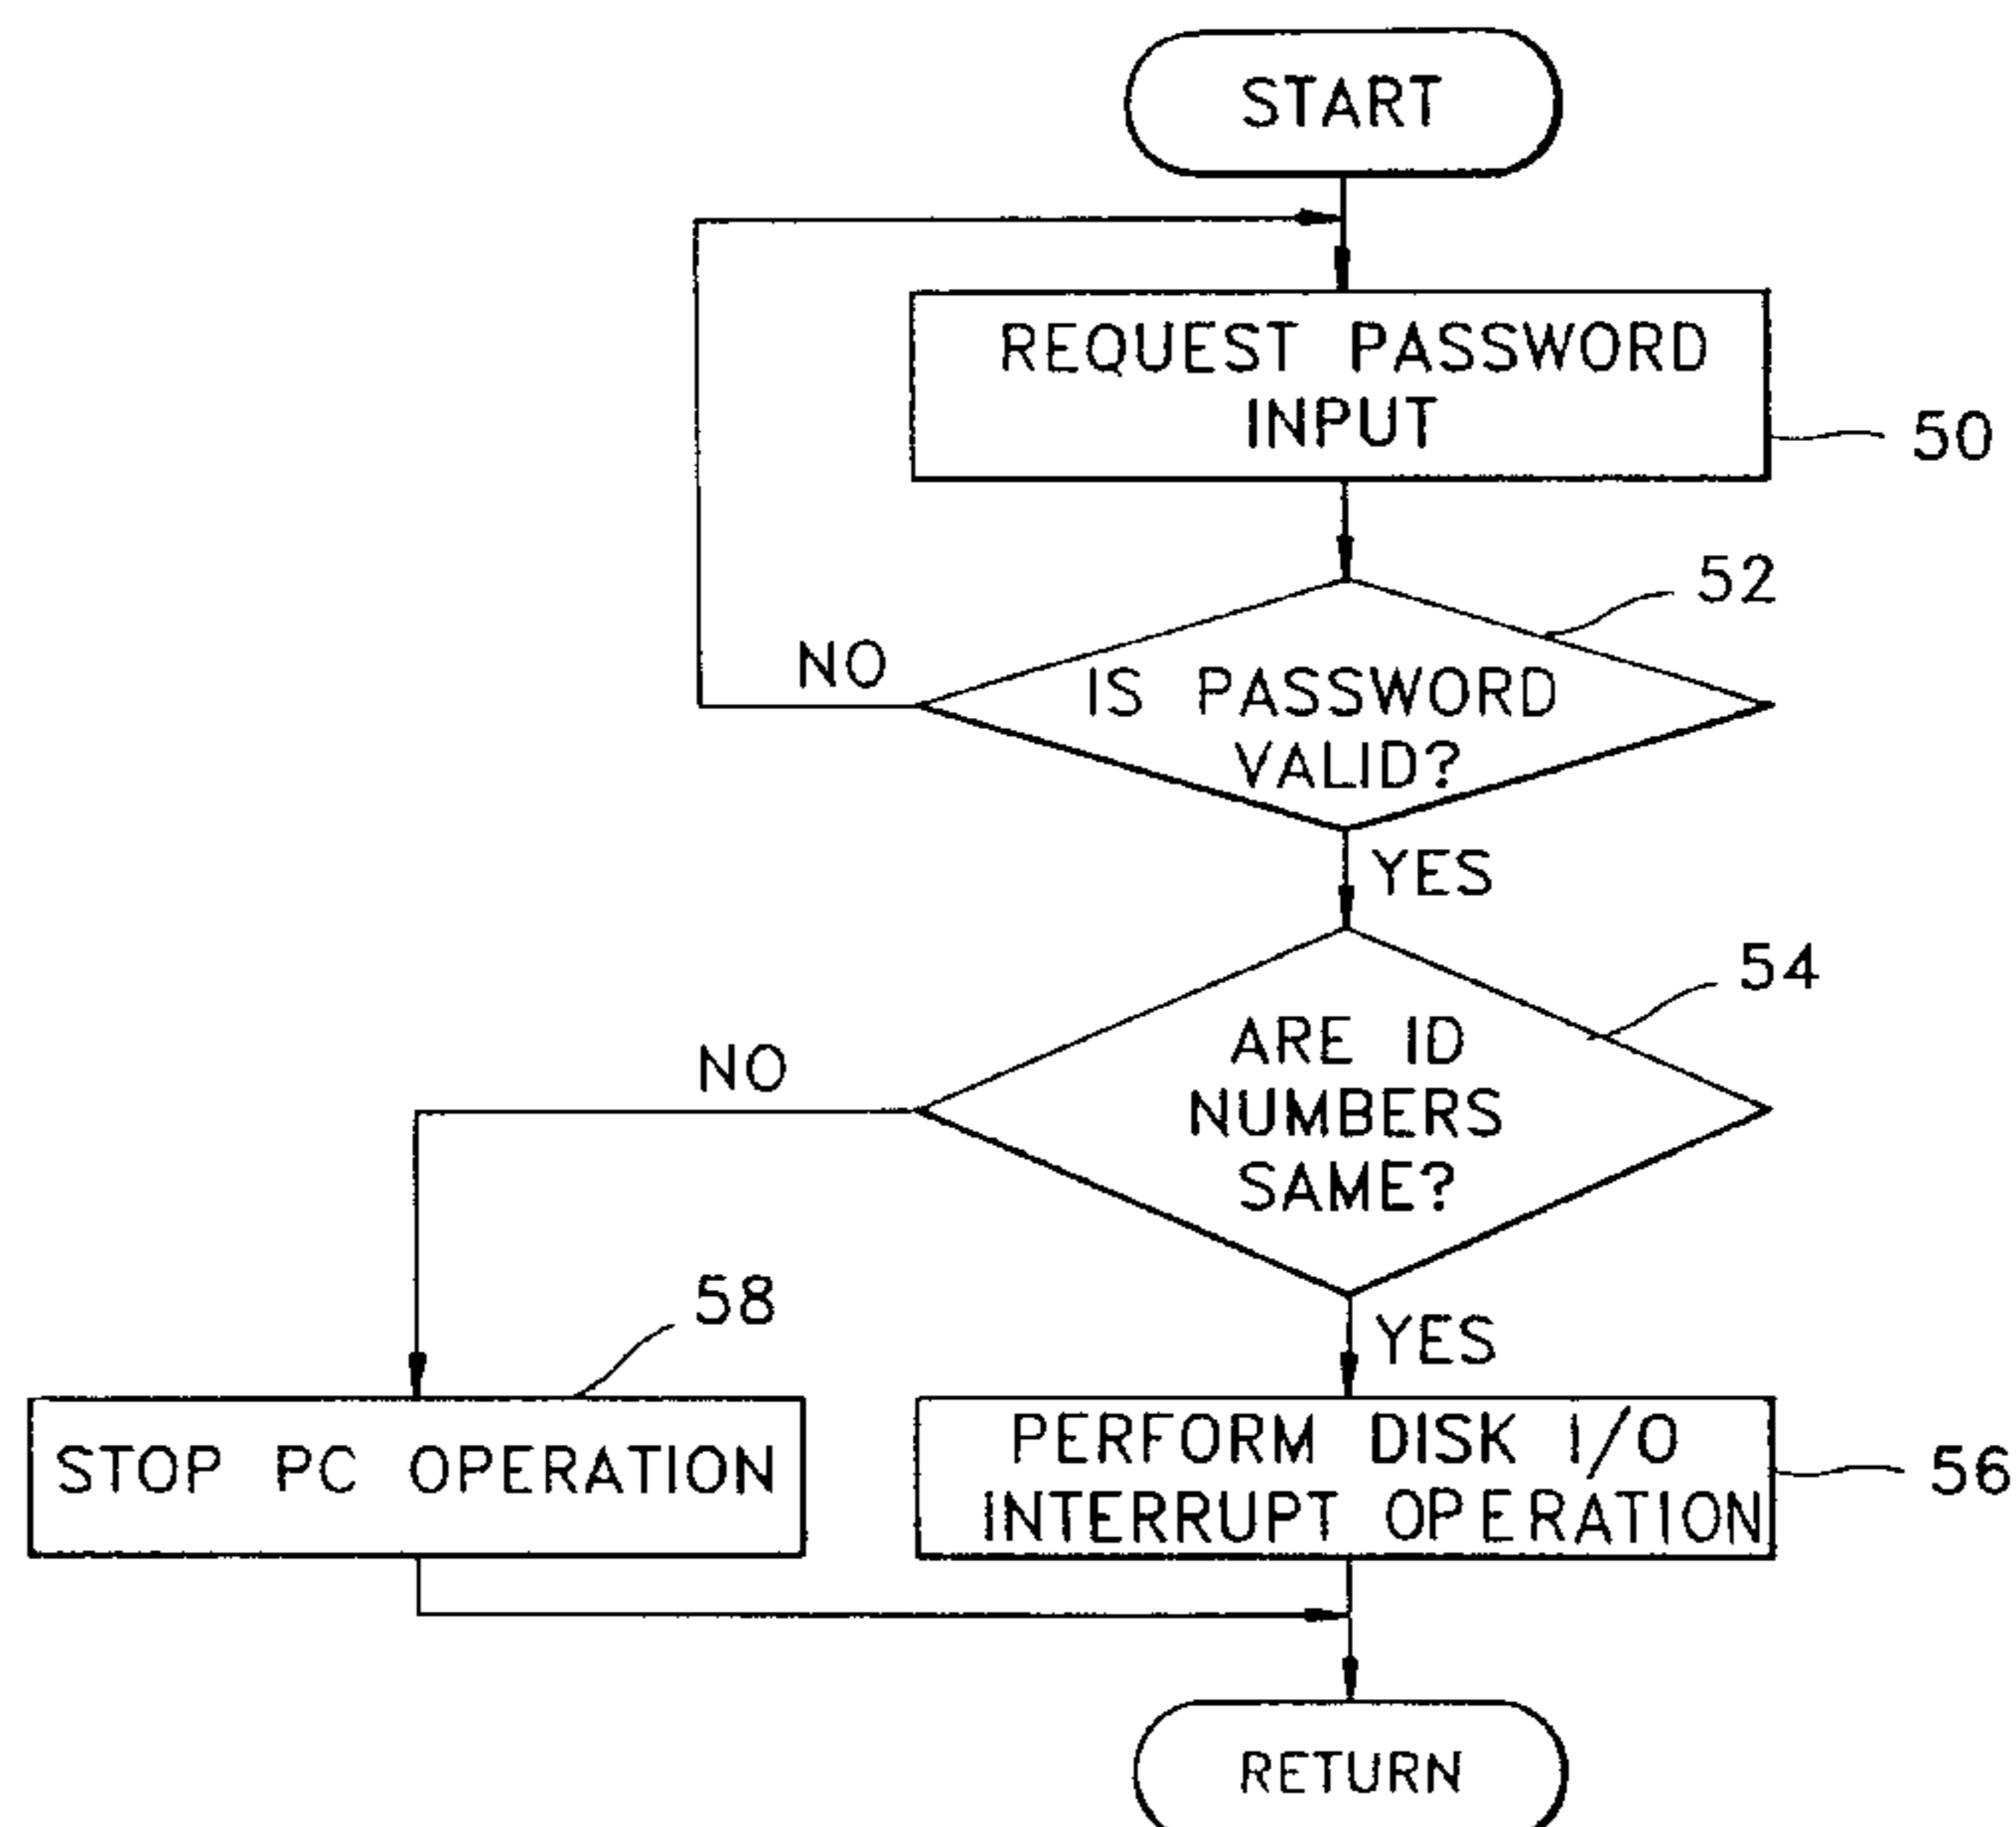 START
REQUEST PASSWORD
INPUT
50
52
NO
IS PASSWORD
VALID?
YES
54
NO
ARE ID
NUMBERS
SAME?
58
YES
STOP PC OPERATION
PERFORM DISK I/O
INTERRUPT OPERATION
56
RETURN